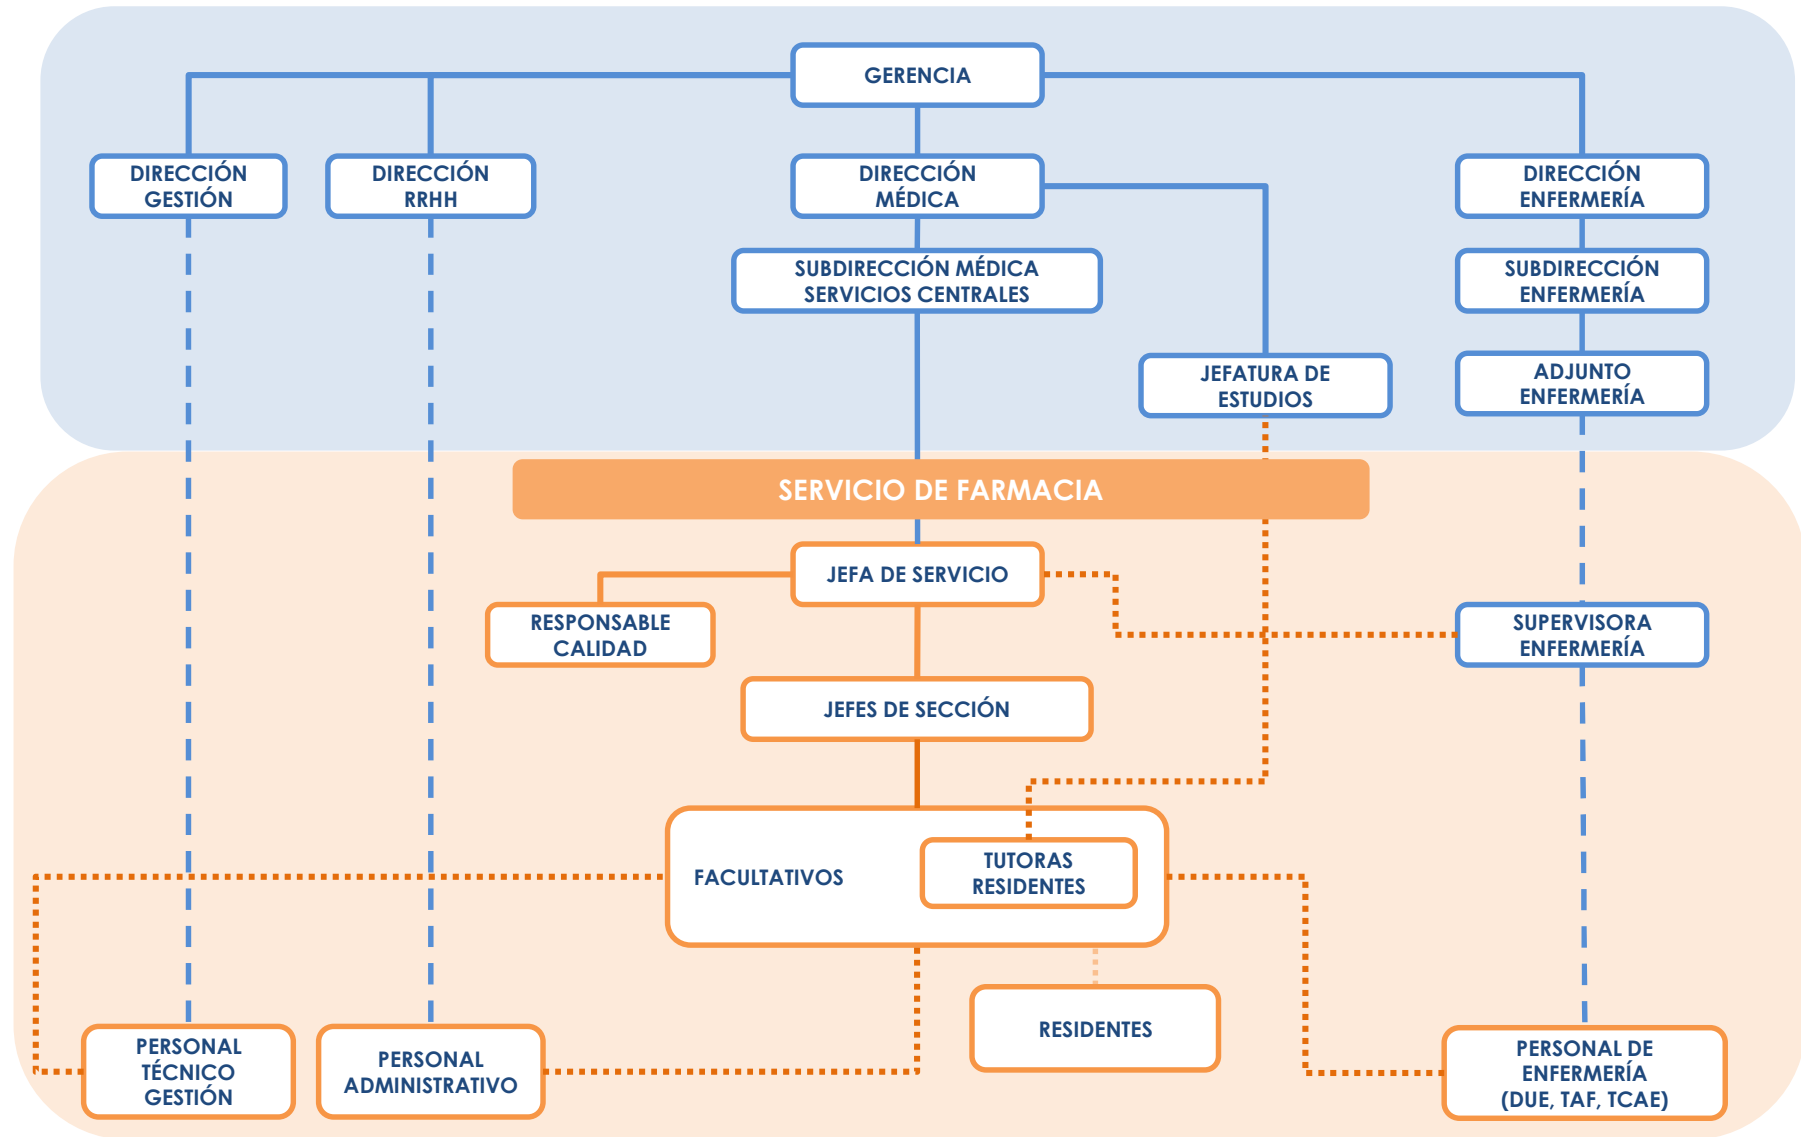 GERENCIA
DIRECCIÓN
GESTIÓN
DIRECCIÓN
RRHH
DIRECCIÓN
MÉDICA
DIRECCIÓN
ENFERMERÍA
SUBDIRECCIÓN MÉDICA
SERVICIOS CENTRALES
SUBDIRECCIÓN
ENFERMERÍA
JEFATURA DE
ESTUDIOS
ADJUNTO
ENFERMERÍA
SERVICIO DE FARMACIA
JEFA DE SERVICIO
RESPONSABLE
CALIDAD
SUPERVISORA
ENFERMERÍA
JEFES DE SECCIÓN
FACULTATIVOS
TUTORAS
RESIDENTES
RESIDENTES
PERSONAL
TÉCNICO
GESTIÓN
PERSONAL
ADMINISTRATIVO
PERSONAL DE
ENFERMERÍA
(DUE, TAF, TCAE)